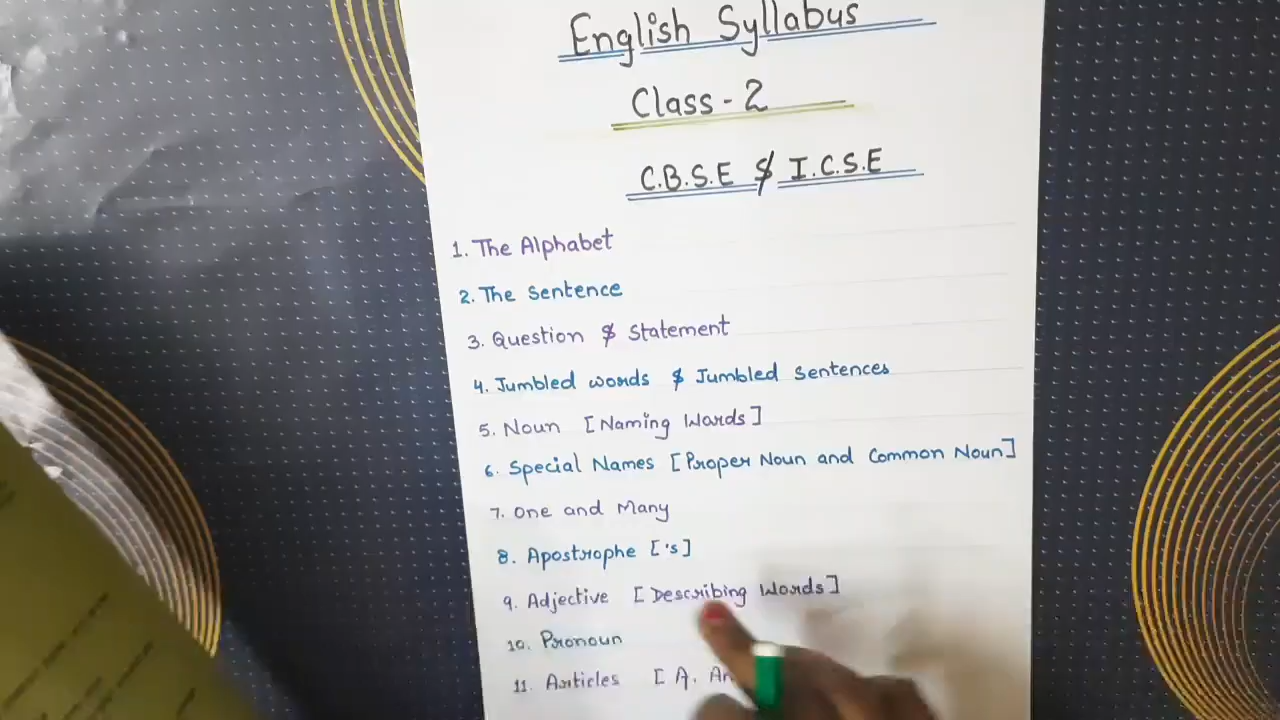 English Syllabus
Class - 2
C.B.S.E & I.C.S.E
1. The Alphabet
2. The sentence
3. Question & Statement
4. Jumbled words & Jumbled sentences
5. Noun [Naming Words]
6. Special Names [Proper Noun and Common Noun]
7. One and Many
8. Apostrophe ['s]
9. Adjective [Describing Words]
10. Pronoun
11. Articles [A. An